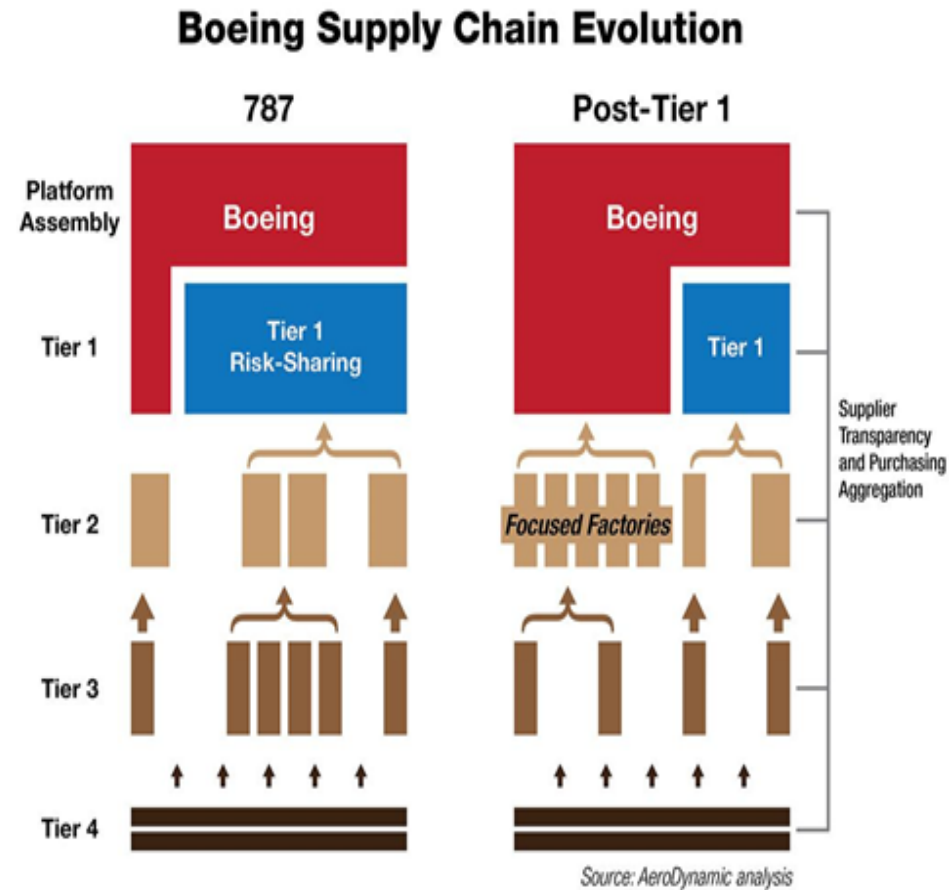 Boeing Supply Chain Evolution
787
Post-Tier 1
Platform
Assembly
Boeing
Boeing
Tier 1
Tier 1
Risk-Sharing
Tier 1
Supplier
Transparency
and Purchasing
Aggregation
Tier 2
Focused Factories
Tier 3
Tier 4
Source: AeroDynamic analysis